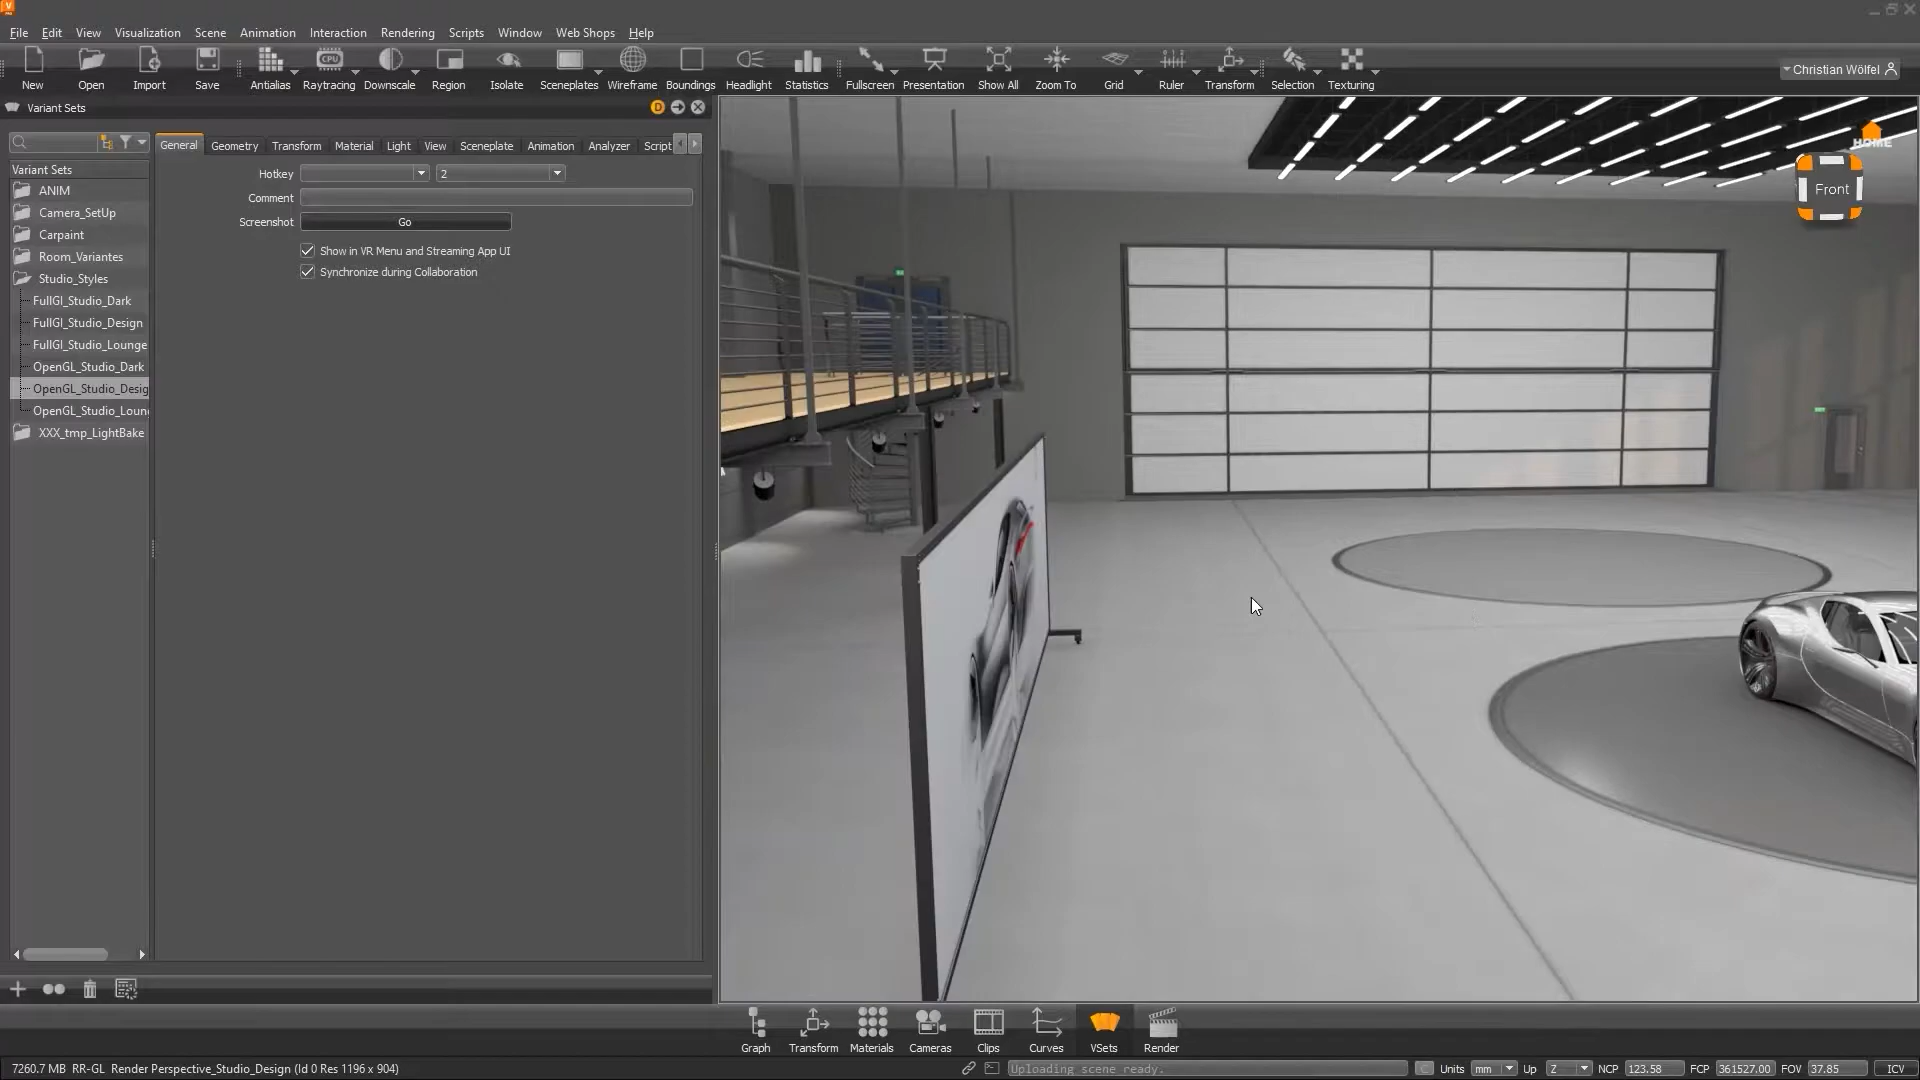 File Edit View Visualization Scene Animation Interaction Rendering Scripts Window Web Shops Help
New Open Import Save Antialias Raytracing Downscale Region Isolate Sceneplates Wireframe Boundings Headlight Statistics Fullscreen Presentation Show All Zoom To Grid Ruler Transform Selection Texturing
CPU
Christian Wölfel
Variant Sets
D
HOME
Front
General Geometry Transform Material Light View Sceneplate Animation Analyzer Script
Variant Sets
Hotkey 2
Comment
Screenshot Go
Show in VR Menu and Streaming App UI
Synchronize during Collaboration
ANIM
Camera_SetUp
Carpaint
Room_Variantes
Studio_Styles
FullGI_Studio_Dark
FullGI_Studio_Design
FullGI_Studio_Lounge
OpenGL_Studio_Dark
OpenGL_Studio_Desig
OpenGL_Studio_Loun
XXX_tmp_LightBake
Graph Transform Materials Cameras Clips Curves VSets Render
7260.7 MB RR-GL Render Perspective_Studio_Design (Id 0 Res 1196 x 904) Uploading scene ready. C Units mm Up Z NCP 123.58 FCP 361527.00 FOV 37.85 ICV